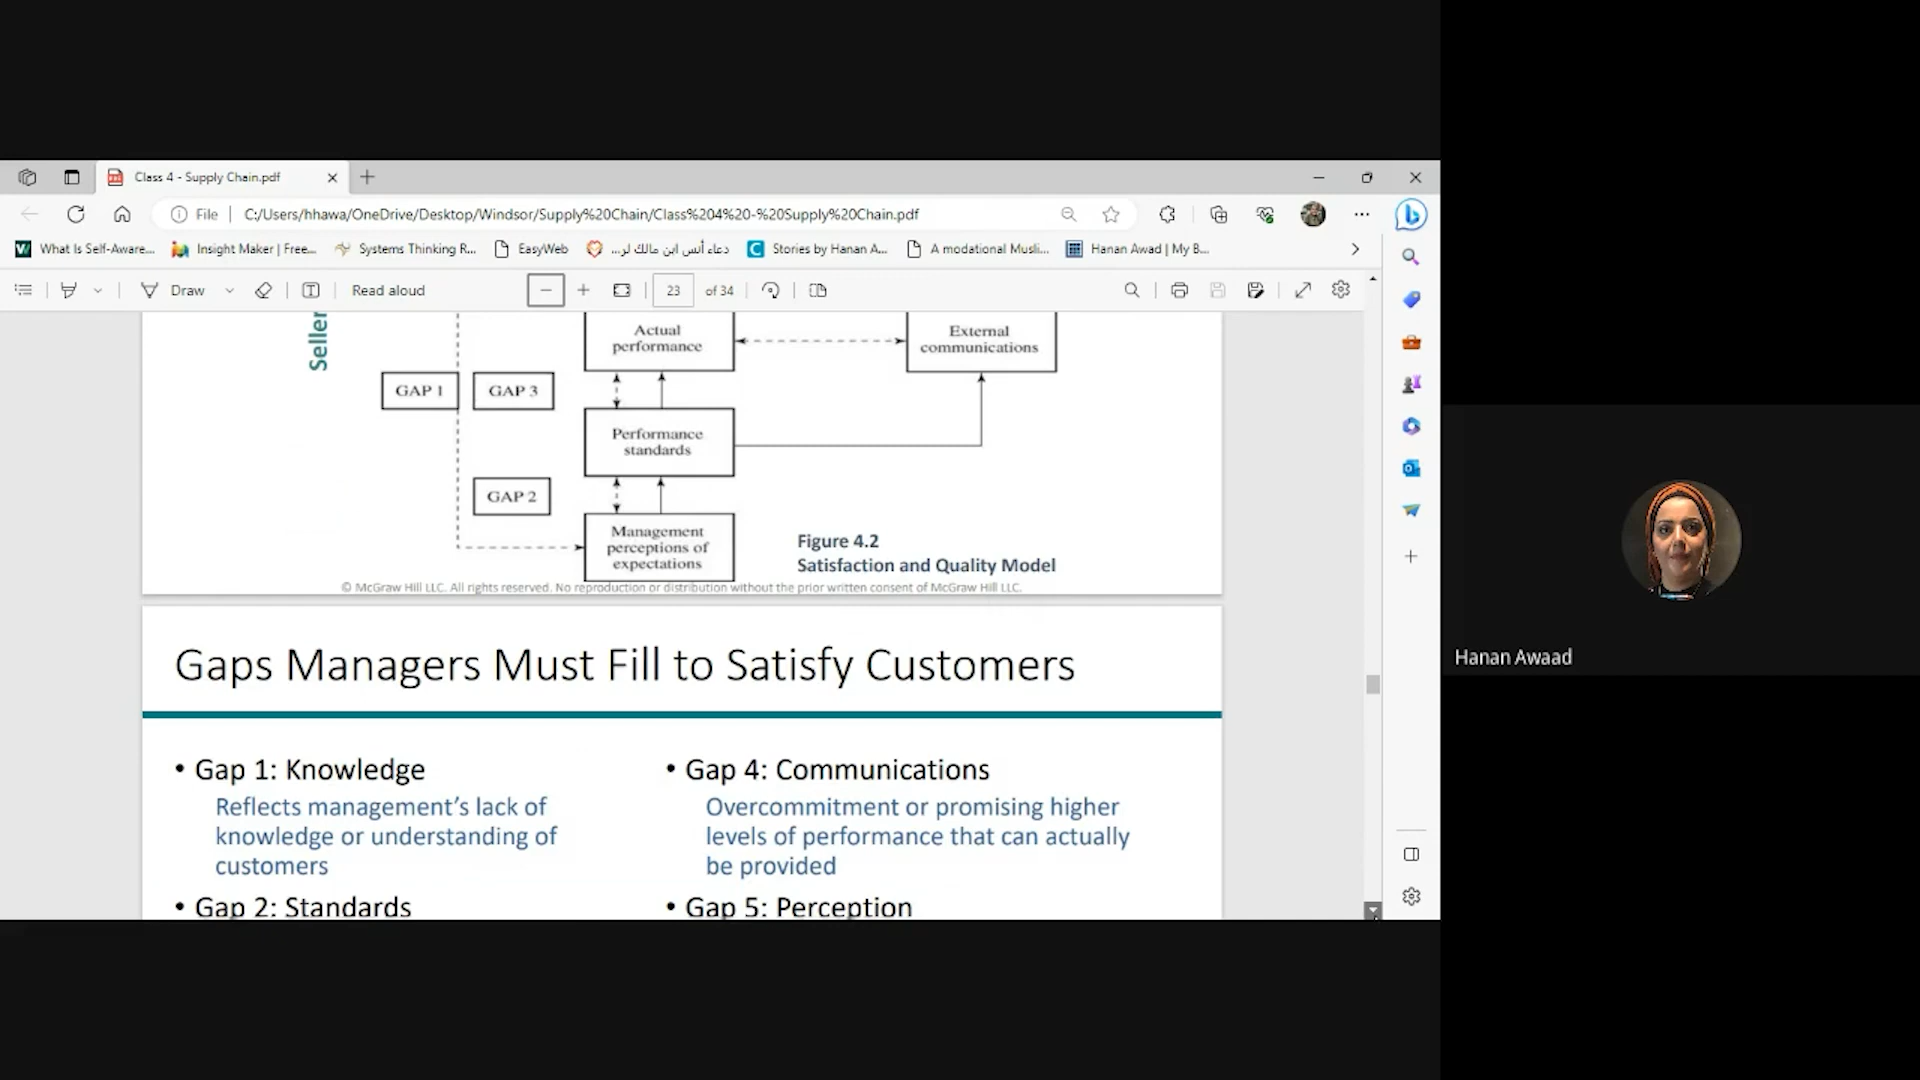 Class 4 - Supply Chain.pdf
File
C:/Users/hhawa/OneDrive/Desktop/Windsor/Supply%20Chain/Class%204%20-%20Supply%20Chain.pdf
What Is Self-Aware...
Insight Maker | Free...
Systems Thinking R...
EasyWeb
دعاء أنس ابن مالك لر...
Stories by Hanan A...
A modational Musli...
Hanan Awad | My B...
Draw
Read aloud
23
of 34
Seller
Actual
performance
External
communications
GAP 1
GAP 3
Performance
standards
GAP 2
Management
perceptions of
expectations
Figure 4.2
Satisfaction and Quality Model
© McGraw Hill LLC. All rights reserved. No reproduction or distribution without the prior written consent of McGraw Hill LLC.
Gaps Managers Must Fill to Satisfy Customers
• Gap 1: Knowledge
Reflects management’s lack of
knowledge or understanding of
customers
• Gap 2: Standards
• Gap 4: Communications
Overcommitment or promising higher
levels of performance that can actually
be provided
• Gap 5: Perception
Hanan Awaad